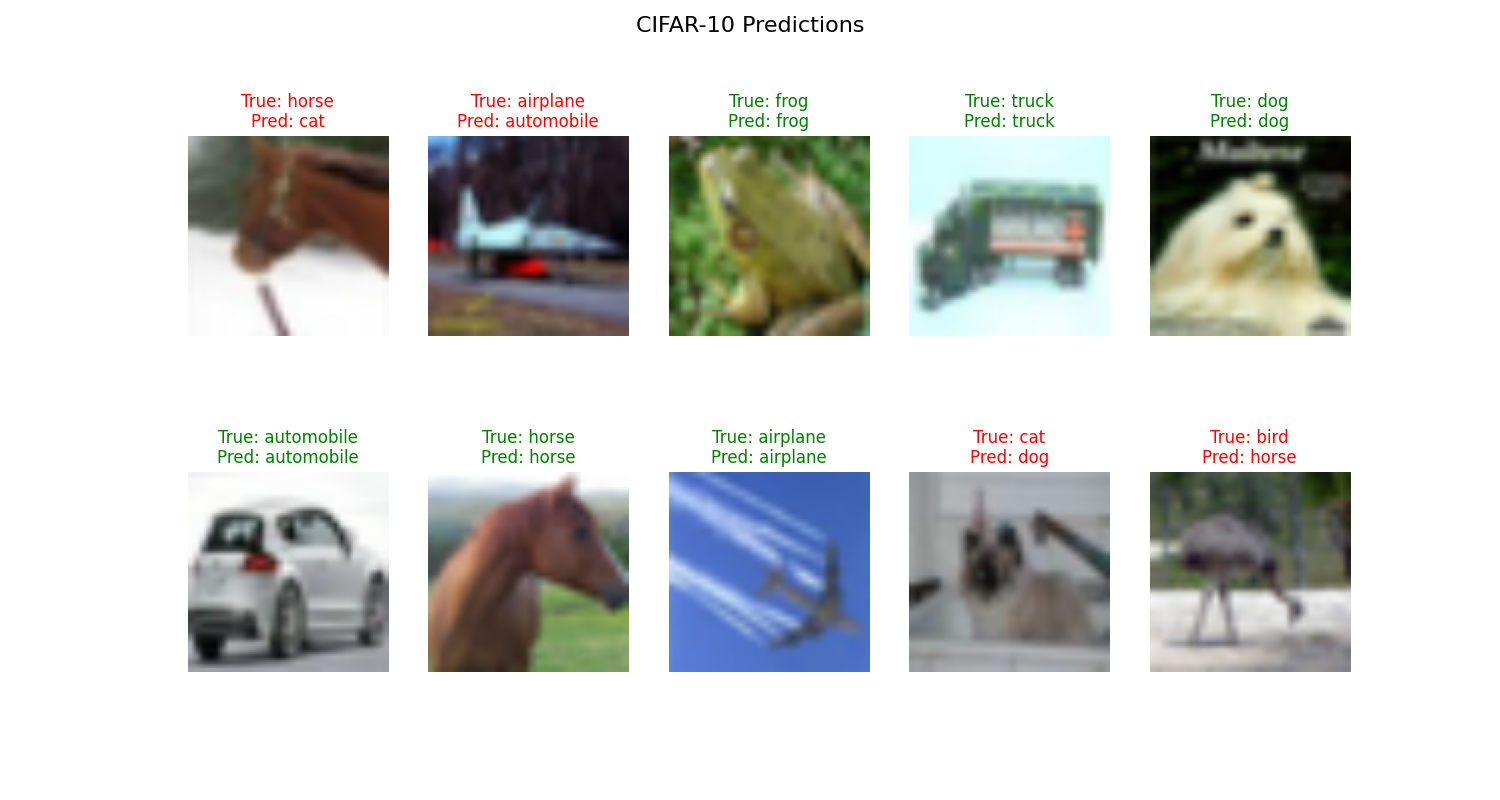 CIFAR-10 Predictions
True: horse
Pred: cat
True: airplane
Pred: automobile
True: frog
Pred: frog
True: truck
Pred: truck
True: dog
Pred: dog
Maltese
True: automobile
Pred: automobile
True: horse
Pred: horse
True: airplane
Pred: airplane
True: cat
Pred: dog
True: bird
Pred: horse